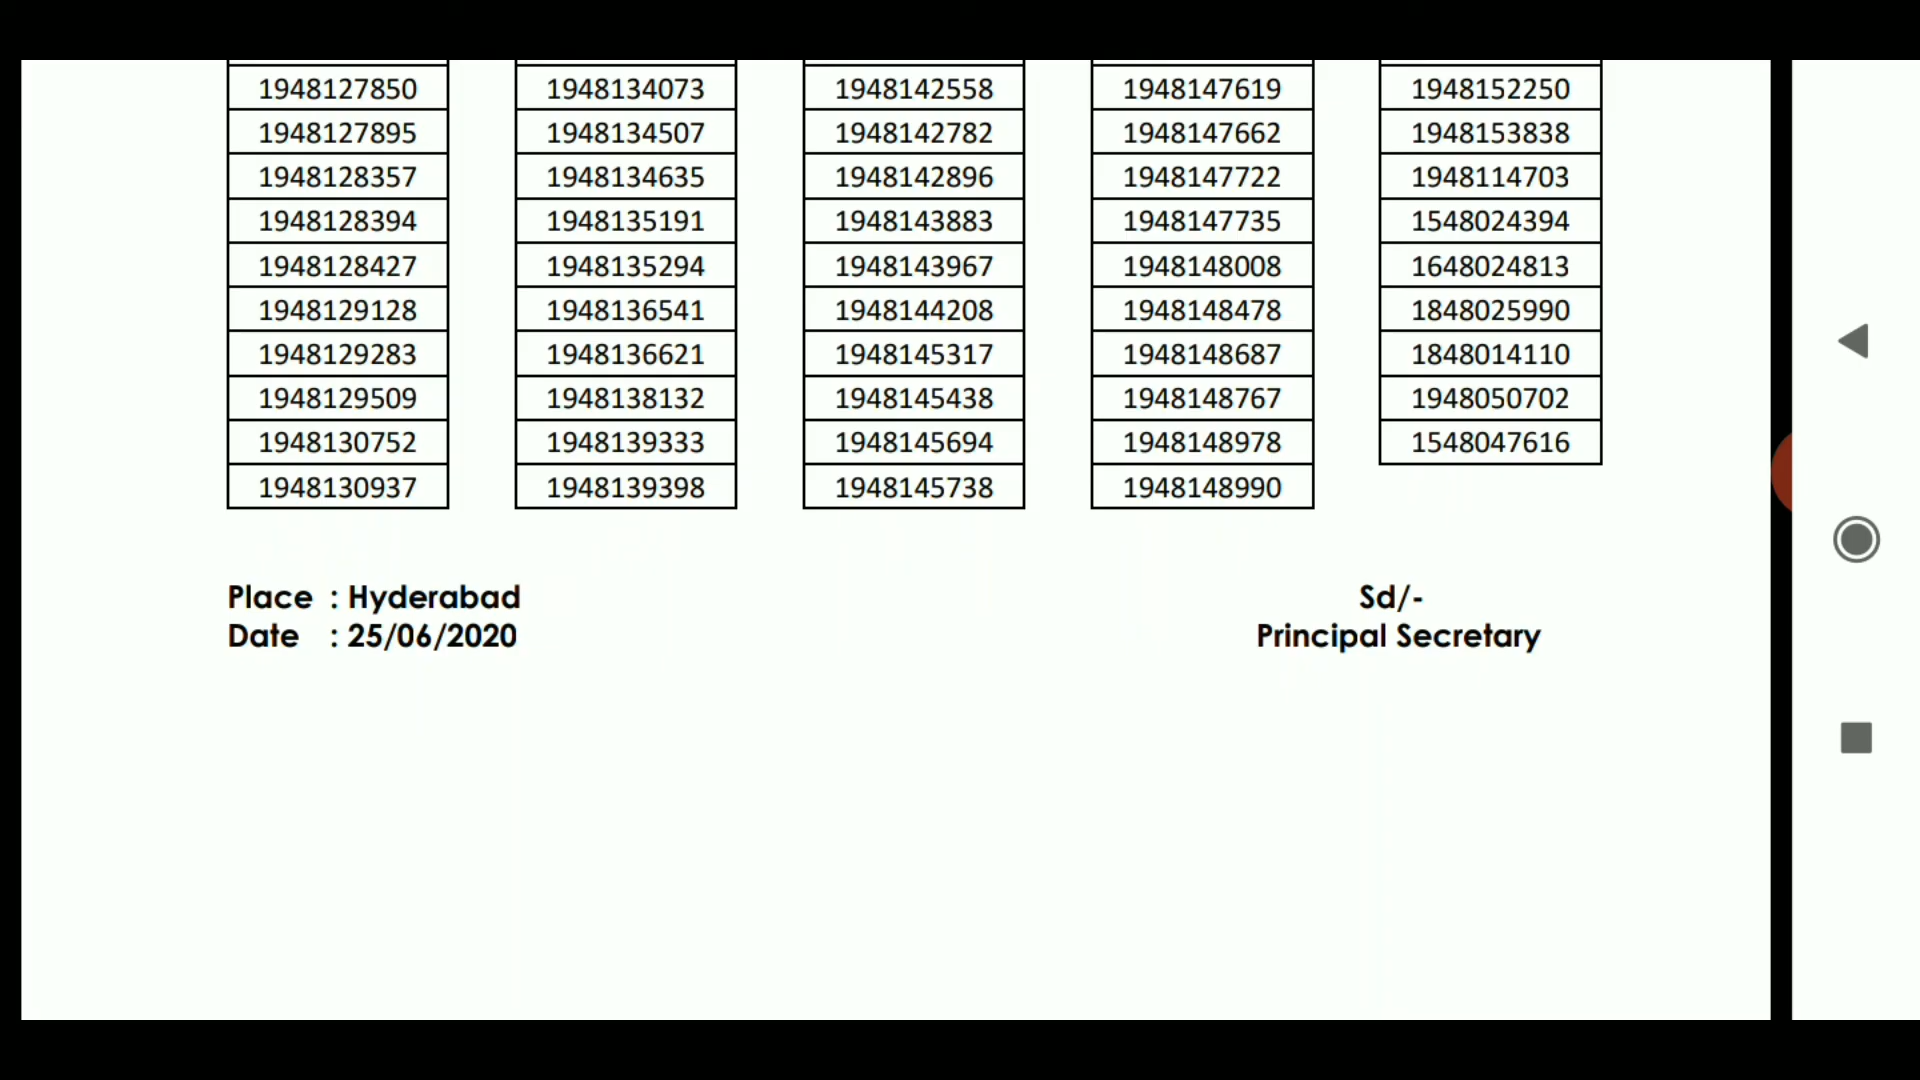 1948127850 1948134073 1948142558 1948147619 1948152250
1948127895 1948134507 1948142782 1948147662 1948153838
1948128357 1948134635 1948142896 1948147722 1948114703
1948128394 1948135191 1948143883 1948147735 1548024394
1948128427 1948135294 1948143967 1948148008 1648024813
1948129128 1948136541 1948144208 1948148478 1848025990
1948129283 1948136621 1948145317 1948148687 1848014110
1948129509 1948138132 1948145438 1948148767 1948050702
1948130752 1948139333 1948145694 1948148978 1548047616
1948130937 1948139398 1948145738 1948148990
Place : Hyderabad Sd/-
Date : 25/06/2020 Principal Secretary